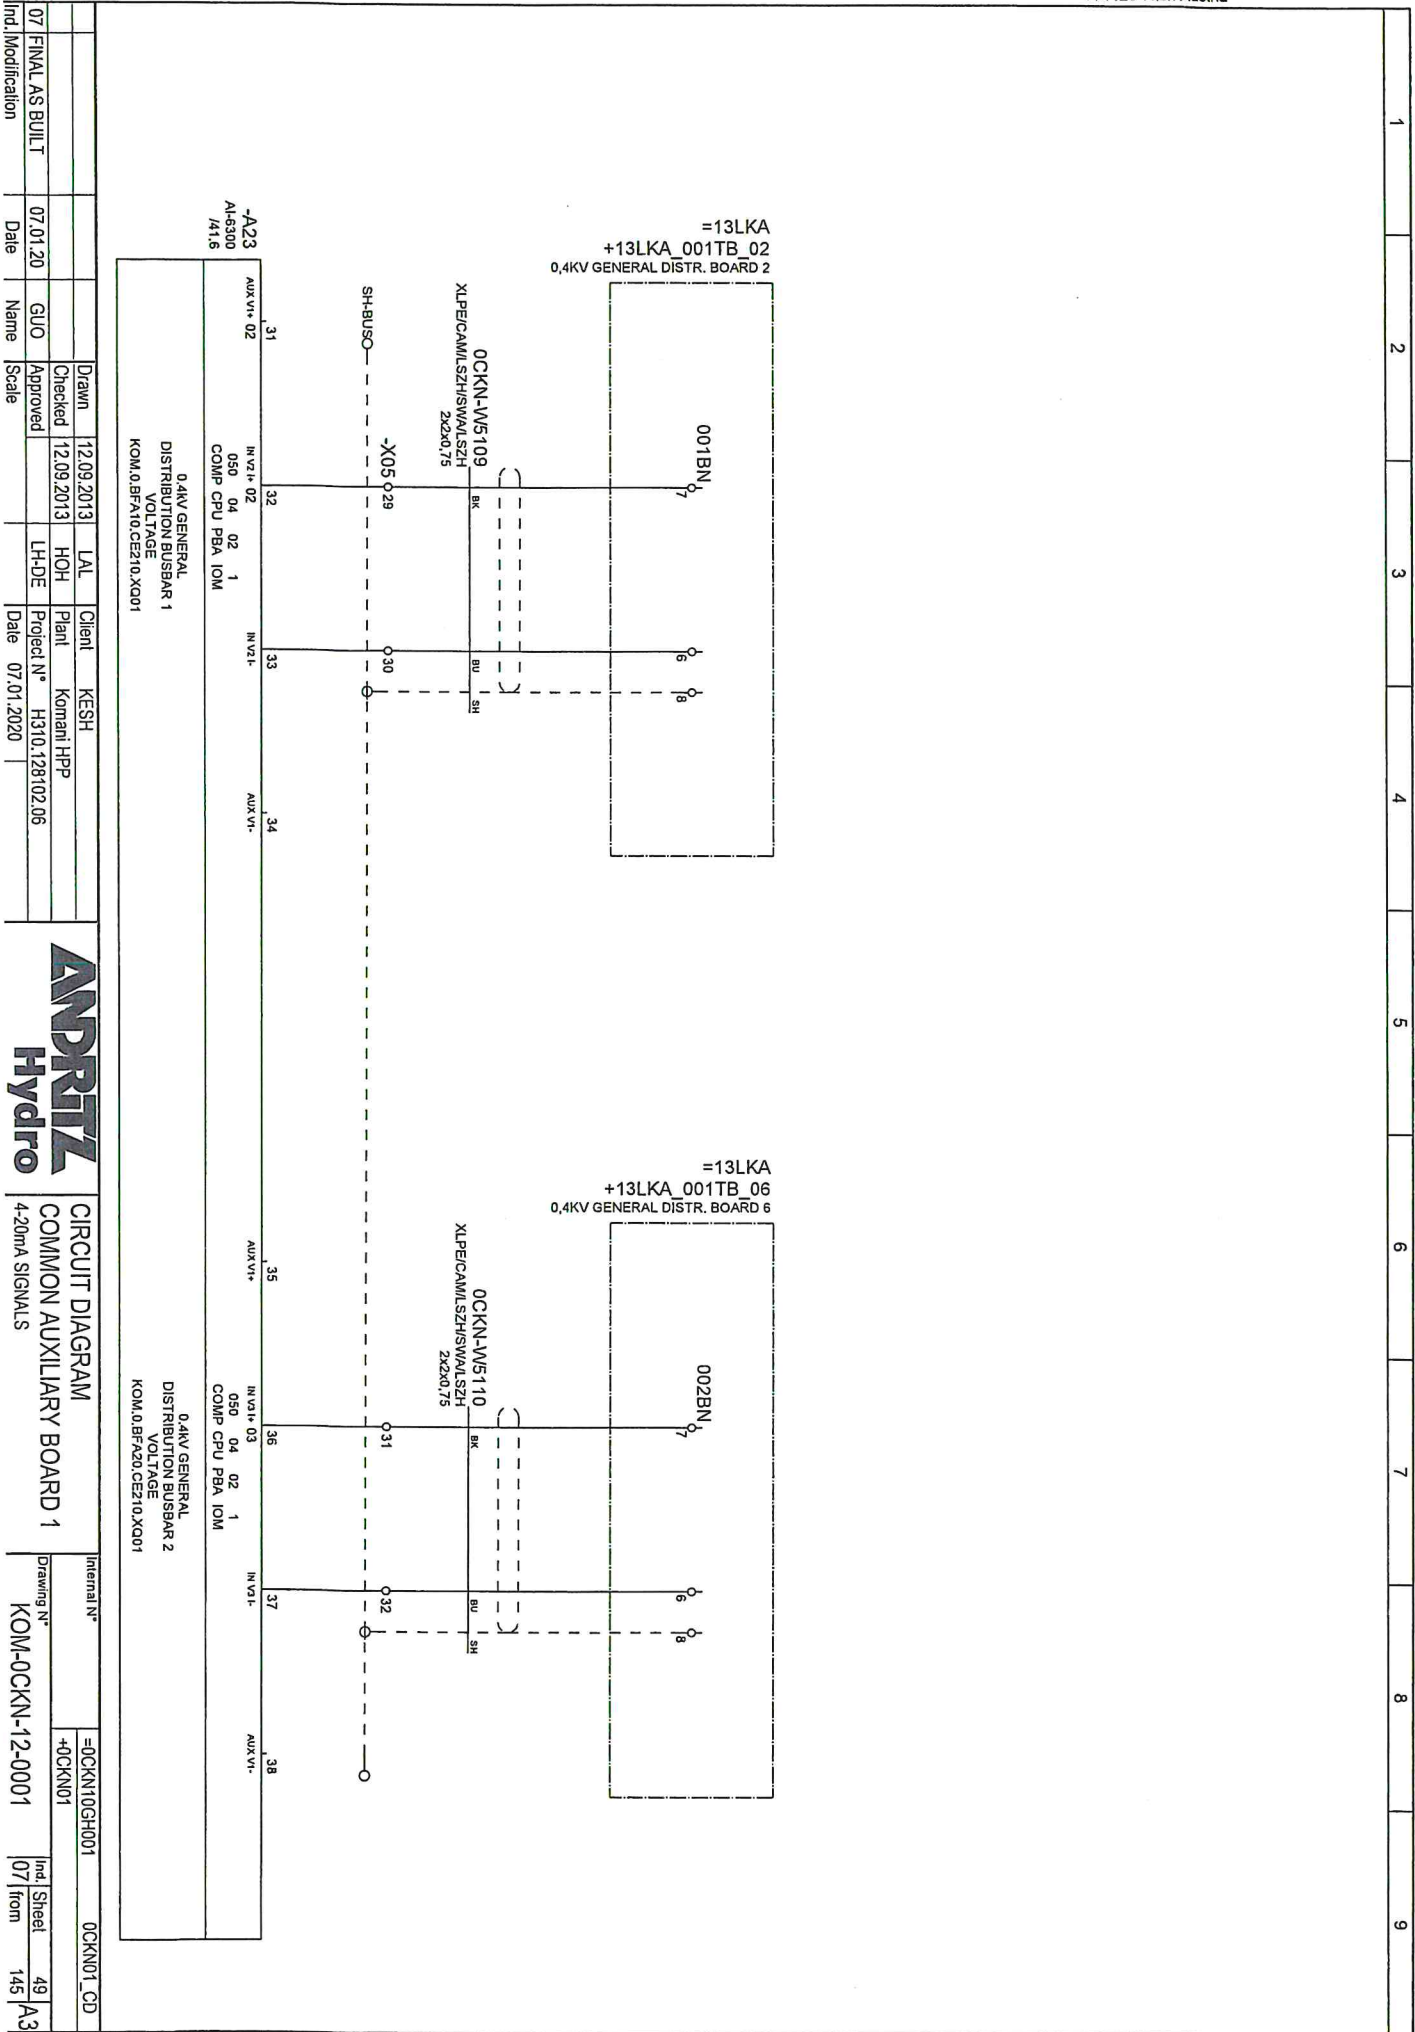 1
2
3
4
5
6
7
8
9
=13LKA
+13LKA_001TB_02
0,4KV GENERAL DISTR. BOARD 2
001BN
7
6
8
0CKN-W5109
XLPE/CAM/LSZH/SWA/LSZH
2x2x0,75
BK
BU
SH
-X05
29
30
SH-BUS
=13LKA
+13LKA_001TB_06
0,4KV GENERAL DISTR. BOARD 6
002BN
7
6
8
0CKN-W5110
XLPE/CAM/LSZH/SWA/LSZH
2x2x0,75
BK
BU
SH
31
32
-A23
AI-6300
/41.6
31
32
33
34
35
36
37
38
AUX V1+ 02
IN V2 I+ 02
IN V2 I-
AUX V1-
AUX V1+
IN V3 I+ 03
IN V3 I-
AUX V1-
050 04 02 1
COMP CPU PBA IOM
0.4kV GENERAL
DISTRIBUTION BUSBAR 1
VOLTAGE
KOM.0.BFA10.CE210.XQ01
050 04 02 1
COMP CPU PBA IOM
0.4kV GENERAL
DISTRIBUTION BUSBAR 2
VOLTAGE
KOM.0.BFA20.CE210.XQ01
07 FINAL AS BUILT 07.01.20 GUO
Ind. Modification Date Name
Drawn 12.09.2013 LAL
Checked 12.09.2013 HOH
Approved LH-DE
Scale
Client KESH
Plant Komani HPP
Project N° H310.128102.06
Date 07.01.2020
ANDRITZ
Hydro
CIRCUIT DIAGRAM
COMMON AUXILIARY BOARD 1
4-20mA SIGNALS
Internal N°
=0CKN10GH001 0CKN01_CD
+0CKN01
Drawing N°
KOM-0CKN-12-0001
Ind. Sheet 49
07 from 145
A3